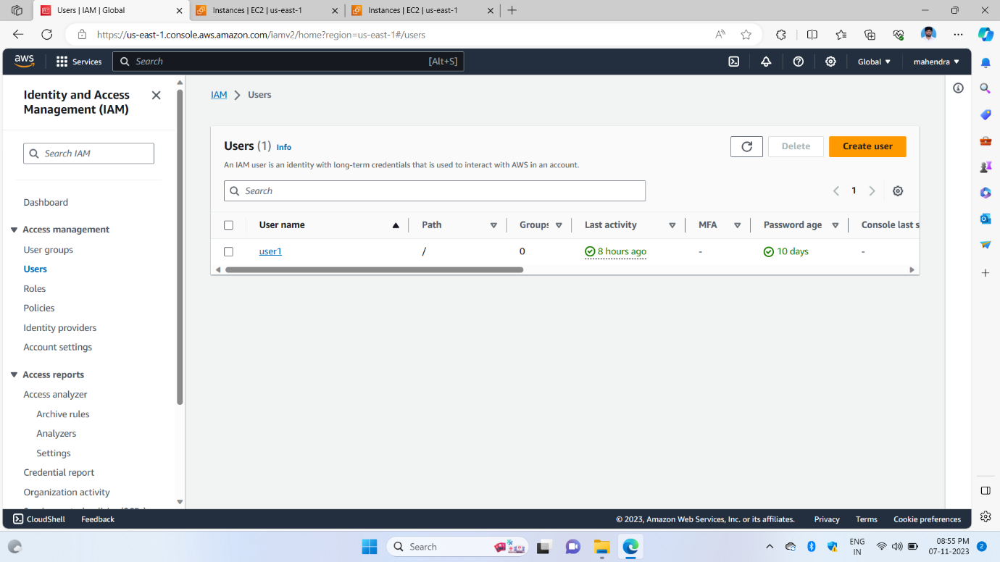 Users | IAM | Global
Instances | EC2 | us-east-1
Instances | EC2 | us-east-1
https://us-east-1.console.aws.amazon.com/iamv2/home?region=us-east-1#/users
aws
Services
Search
[Alt+S]
Global
mahendra
Identity and Access
Management (IAM)
Search IAM
Dashboard
Access management
User groups
Users
Roles
Policies
Identity providers
Account settings
Access reports
Access analyzer
Archive rules
Analyzers
Settings
Credential report
Organization activity
IAM > Users
Users (1) Info
Delete
Create user
An IAM user is an identity with long-term credentials that is used to interact with AWS in an account.
Search
1
User name Path Groups Last activity MFA Password age Console last s
user1 / 0 8 hours ago - 10 days -
CloudShell Feedback
© 2023, Amazon Web Services, Inc. or its affiliates. Privacy Terms Cookie preferences
Search
ENG
IN
08:55 PM
07-11-2023
2